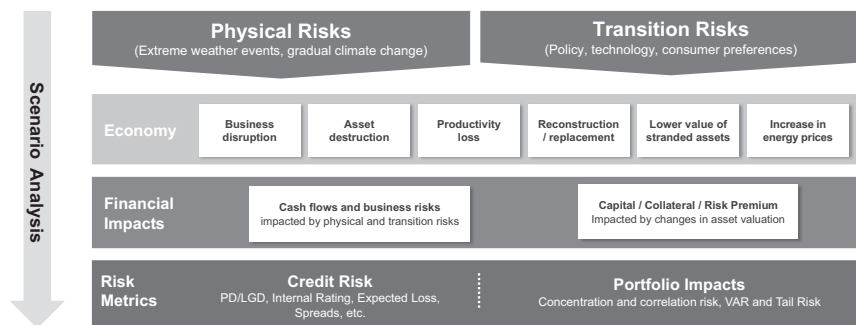 Scenario Analysis
Physical Risks
(Extreme weather events, gradual climate change)
Transition Risks
(Policy, technology, consumer preferences)
Economy
Business
disruption
Asset
destruction
Productivity
loss
Reconstruction
/ replacement
Lower value of
stranded assets
Increase in
energy prices
Financial
Impacts
Cash flows and business risks
impacted by physical and transition risks
Capital / Collateral / Risk Premium
Impacted by changes in asset valuation
Risk
Metrics
Credit Risk
PD/LGD, Internal Rating, Expected Loss,
Spreads, etc.
Portfolio Impacts
Concentration and correlation risk, VAR and Tail Risk